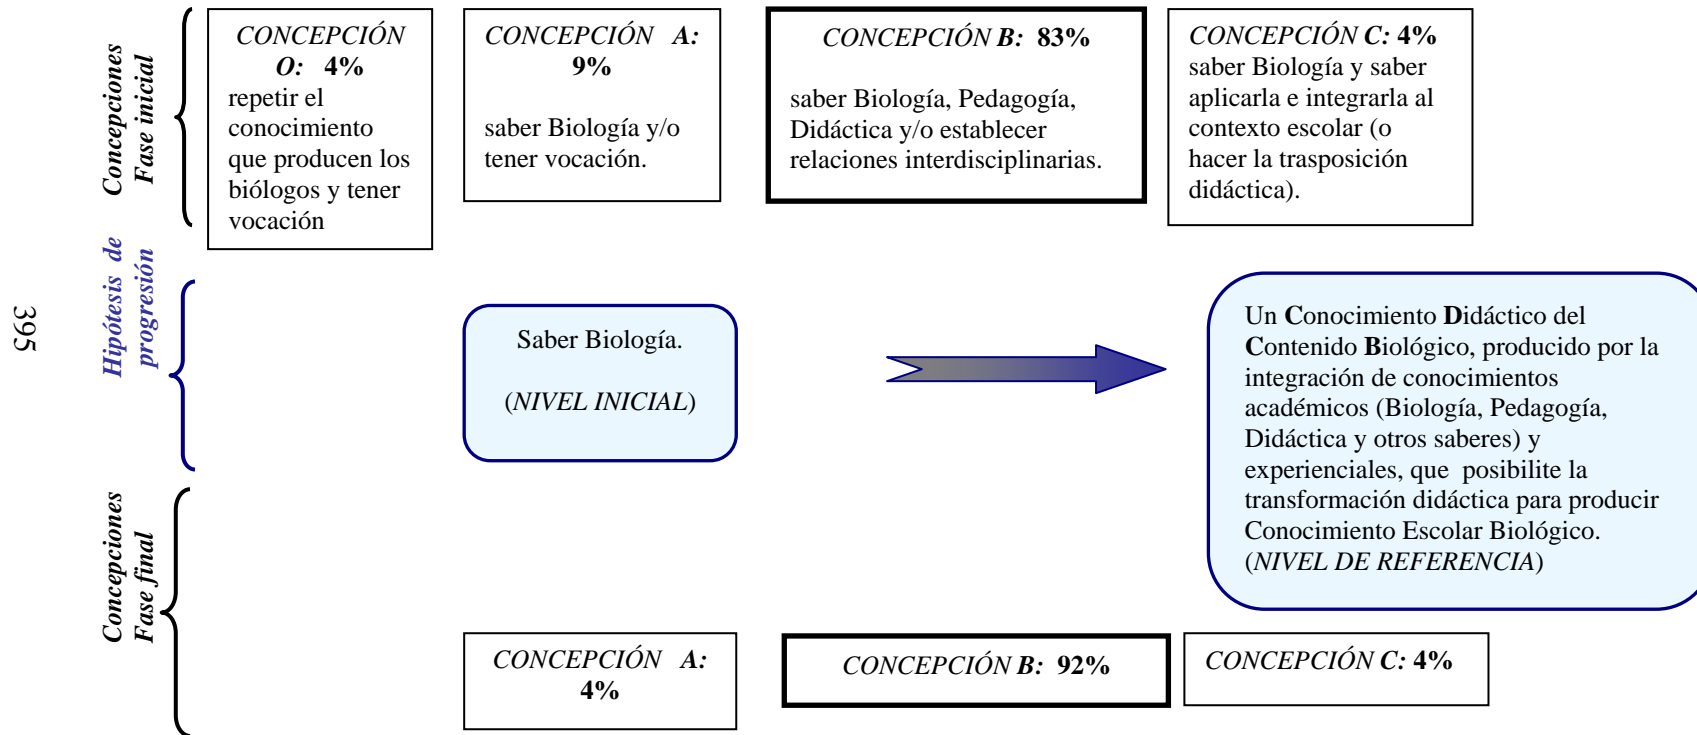 Concepciones
Fase inicial
CONCEPCIÓN
O: 4%
repetir el
conocimiento
que producen los
biólogos y tener
vocación
CONCEPCIÓN A:
9%
saber Biología y/o
tener vocación.
CONCEPCIÓN B: 83%
saber Biología, Pedagogía,
Didáctica y/o establecer
relaciones interdisciplinarias.
CONCEPCIÓN C: 4%
saber Biología y saber
aplicarla e integrarla al
contexto escolar (o
hacer la trasposición
didáctica).
395
Hipótesis de
progresión
Saber Biología.
(NIVEL INICIAL)
Un Conocimiento Didáctico del
Contenido Biológico, producido por la
integración de conocimientos
académicos (Biología, Pedagogía,
Didáctica y otros saberes) y
experienciales, que posibilite la
transformación didáctica para producir
Conocimiento Escolar Biológico.
(NIVEL DE REFERENCIA)
Concepciones
Fase final
CONCEPCIÓN A:
4%
CONCEPCIÓN B: 92%
CONCEPCIÓN C: 4%